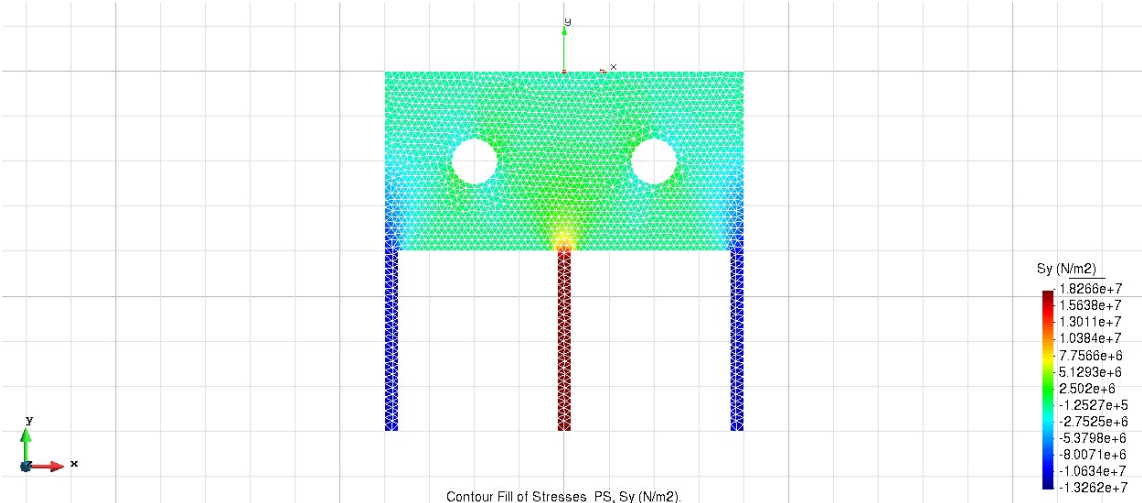 y
x
Sy (N/m2)
1.8266e+7
1.5638e+7
1.3011e+7
1.0384e+7
7.7566e+6
5.1293e+6
2.502e+6
-1.2527e+5
-2.7525e+6
-5.3798e+6
-8.0071e+6
-1.0634e+7
-1.3262e+7
y
z x
Contour Fill of Stresses PS, Sy (N/m2).